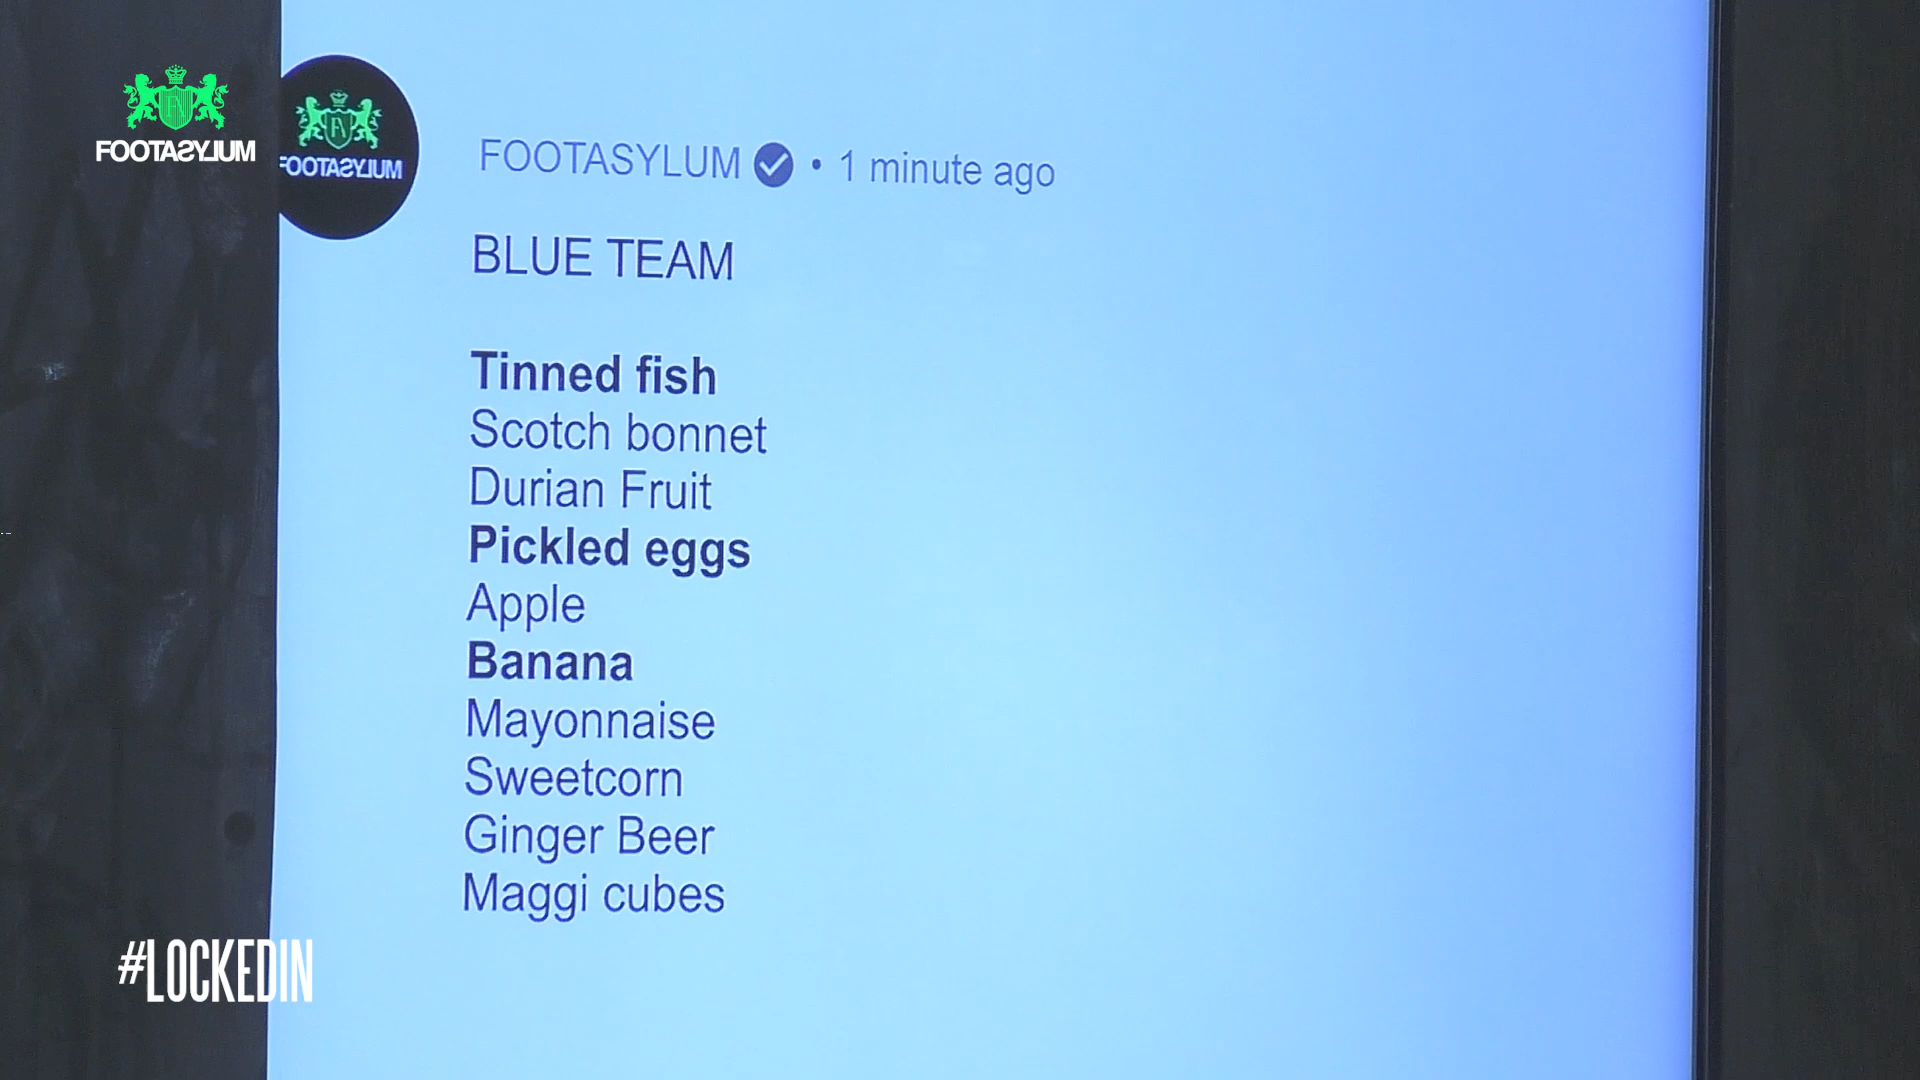 FOOTASYLUM
FOOTASYLUM
FOOTASYLUM • 1 minute ago
BLUE TEAM
Tinned fish
Scotch bonnet
Durian Fruit
Pickled eggs
Apple
Banana
Mayonnaise
Sweetcorn
Ginger Beer
Maggi cubes
#LOCKEDIN